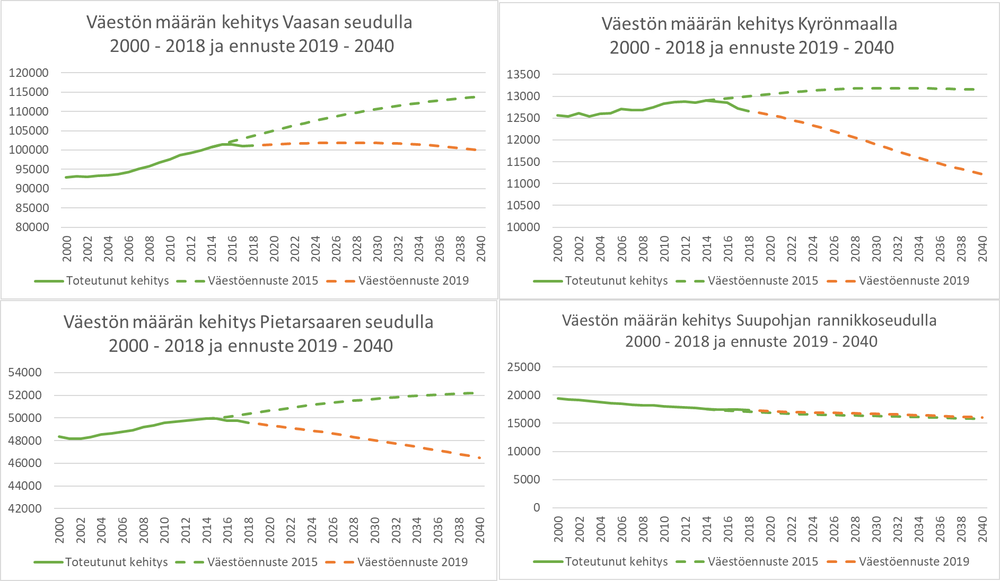 Väestön määrän kehitys Vaasan seudulla
2000 - 2018 ja ennuste 2019 - 2040
120000
115000
110000
105000
100000
95000
90000
85000
80000
2000 2002 2004 2006 2008 2010 2012 2014 2016 2018 2020 2022 2024 2026 2028 2030 2032 2034 2036 2038 2040
Toteutunut kehitys Väestöennuste 2015 Väestöennuste 2019
Väestön määrän kehitys Kyrönmaalla
2000 - 2018 ja ennuste 2019 - 2040
13500
13000
12500
12000
11500
11000
10500
10000
2000 2002 2004 2006 2008 2010 2012 2014 2016 2018 2020 2022 2024 2026 2028 2030 2032 2034 2036 2038 2040
Toteutunut kehitys Väestöennuste 2015 Väestöennuste 2019
Väestön määrän kehitys Pietarsaaren seudulla
2000 - 2018 ja ennuste 2019 - 2040
54000
52000
50000
48000
46000
44000
42000
2000 2002 2004 2006 2008 2010 2012 2014 2016 2018 2020 2022 2024 2026 2028 2030 2032 2034 2036 2038 2040
Toteutunut kehitys Väestöennuste 2015 Väestöennuste 2019
Väestön määrän kehitys Suupohjan rannikkoseudulla
2000 - 2018 ja ennuste 2019 - 2040
25000
20000
15000
10000
5000
0
2000 2002 2004 2006 2008 2010 2012 2014 2016 2018 2020 2022 2024 2026 2028 2030 2032 2034 2036 2038 2040
Toteutunut kehitys Väestöennuste 2015 Väestöennuste 2019